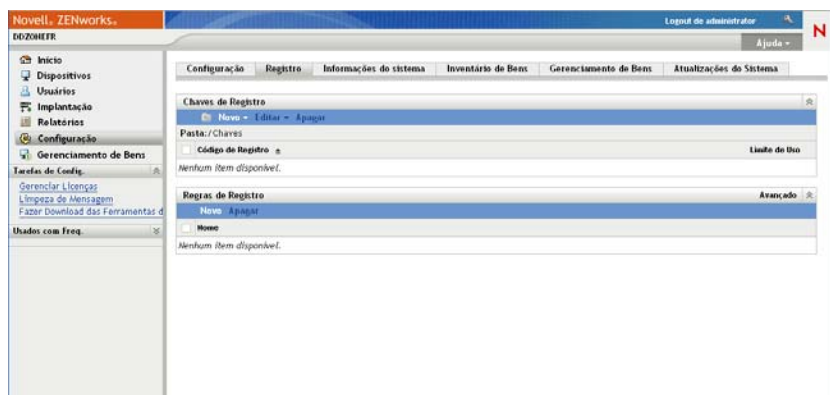 Novell® ZENworks®
Logout de administrator
DDZONEFR
N
Ajuda
Início
Dispositivos
Usuários
Implantação
Relatórios
Configuração
Gerenciamento de Bens
Tarefas de Config.
Gerenciar Licenças
Limpeza de Mensagem
Fazer Download das Ferramentas d
Usados com Freq.
Configuração Registro Informações do sistema Inventário de Bens Gerenciamento de Bens Atualizações do Sistema
Chaves de Registro
Novo Editar Apagar
Pasta:/Chaves
Código de Registro Limite de Uso
Nenhum item disponível.
Regras de Registro Avançado
Novo Apagar
Nome
Nenhum item disponível.